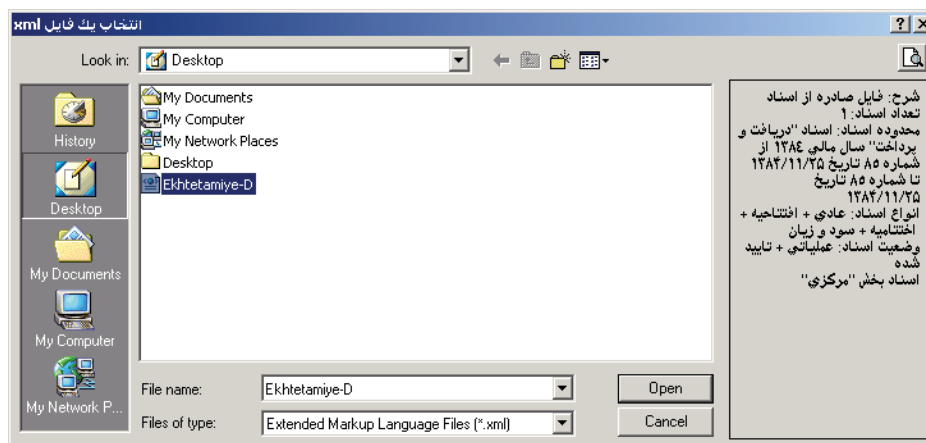 انتخاب يك فايل xml
Look in: Desktop
History
Desktop
My Documents
My Computer
My Network P...
My Documents
My Computer
My Network Places
Desktop
Ekhtetamiye-D
File name: Ekhtetamiye-D
Open
Files of type: Extended Markup Language Files (*.xml)
Cancel
شرح: فايل صادره از اسناد
تعداد اسناد: ۱
محدوده اسناد: اسناد "دريافت و
پرداخت" سال مالي ۱۳۸٤ از
شماره ۸۵ تاريخ ۱۳۸۴/۱۱/۲۵
تا شماره ۸۵ تاريخ
۱۳۸۴/۱۱/۲۵
انواع اسناد: عادي + افتتاحيه +
اختتاميه + سود و زيان
وضعيت اسناد: عملياتي + تاييد
شده
اسناد بخش "مركزي"